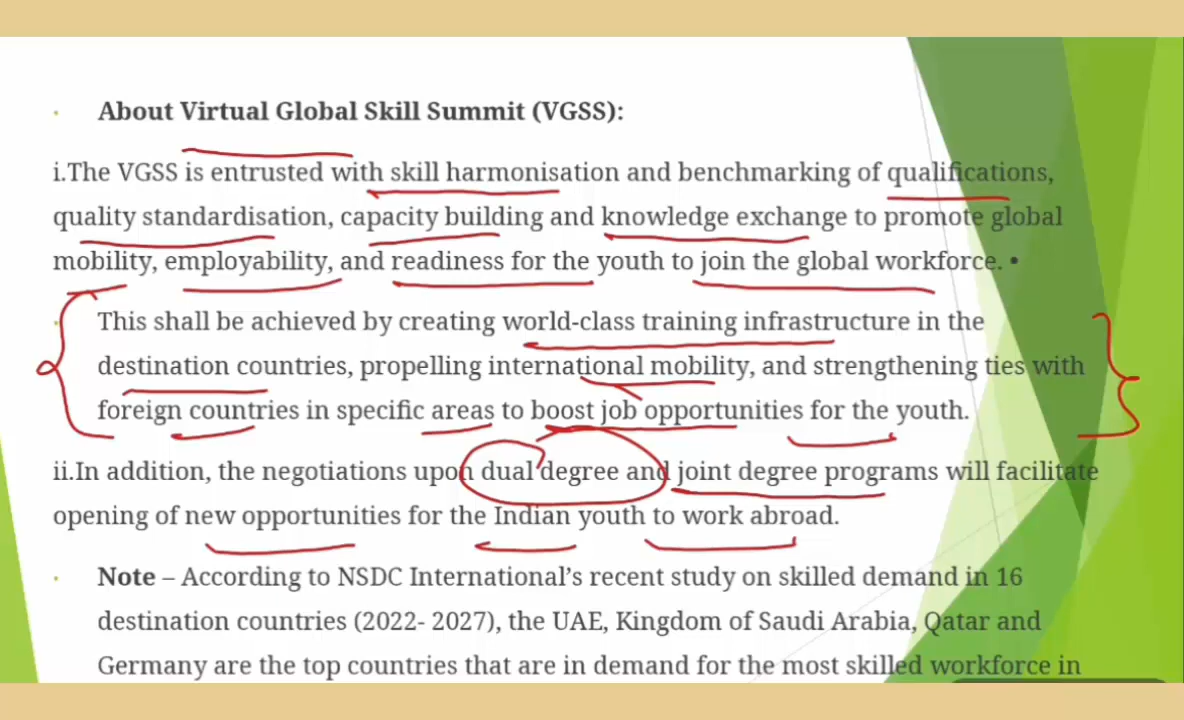 · About Virtual Global Skill Summit (VGSS):
i.The VGSS is entrusted with skill harmonisation and benchmarking of qualifications,
quality standardisation, capacity building and knowledge exchange to promote global
mobility, employability, and readiness for the youth to join the global workforce. •
· This shall be achieved by creating world-class training infrastructure in the
destination countries, propelling international mobility, and strengthening ties with
foreign countries in specific areas to boost job opportunities for the youth.
ii.In addition, the negotiations upon dual degree and joint degree programs will facilitate
opening of new opportunities for the Indian youth to work abroad.
· Note – According to NSDC International’s recent study on skilled demand in 16
destination countries (2022- 2027), the UAE, Kingdom of Saudi Arabia, Qatar and
Germany are the top countries that are in demand for the most skilled workforce in